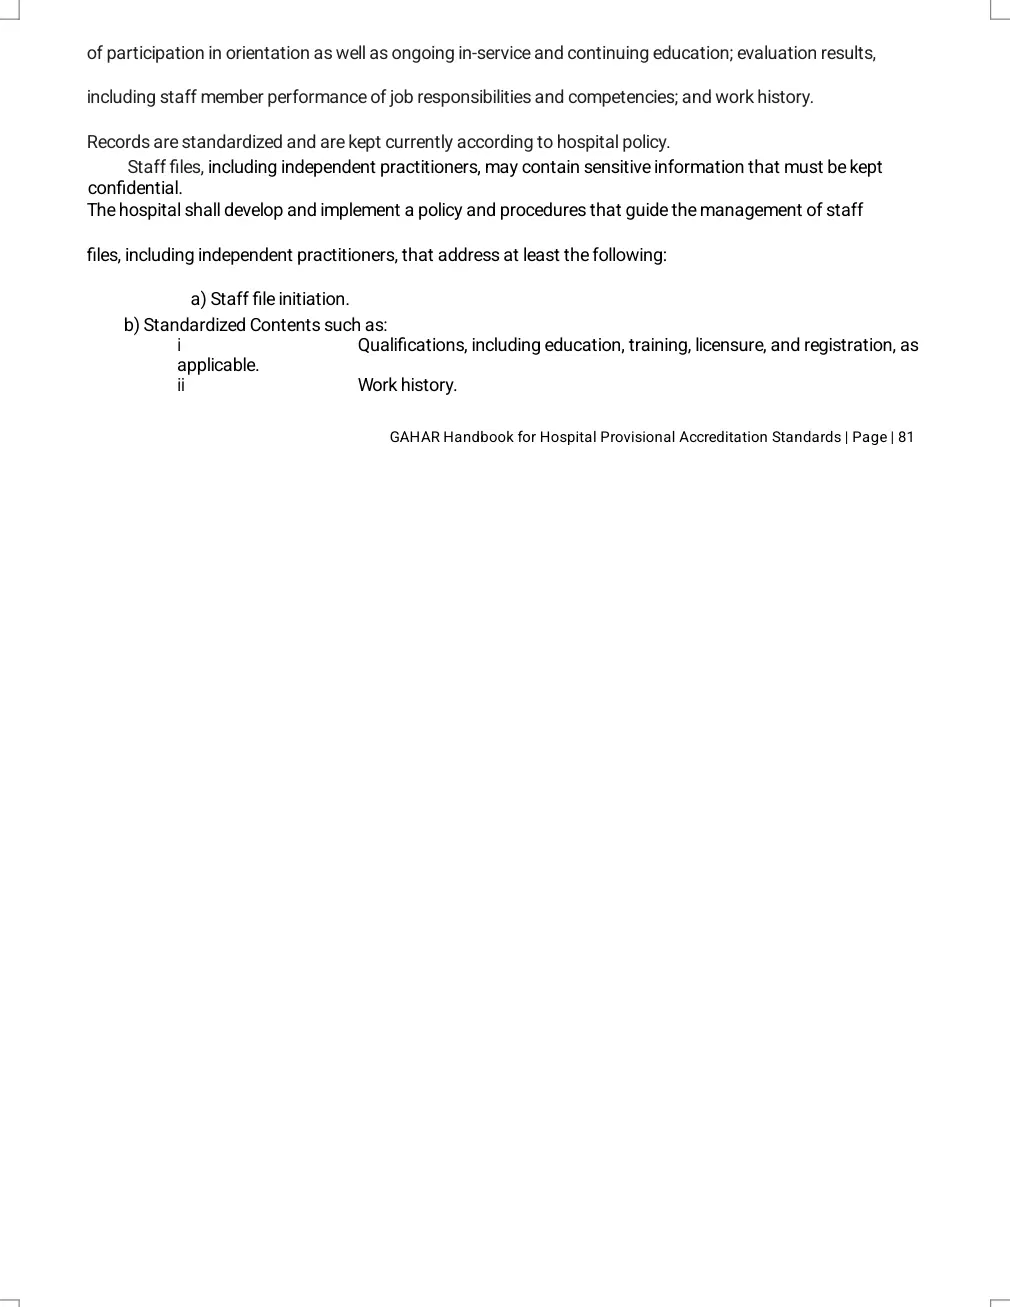 of participation in orientation as well as ongoing in-service and continuing education; evaluation results,
including staff member performance of job responsibilities and competencies; and work history.
Records are standardized and are kept currently according to hospital policy.
Staff files, including independent practitioners, may contain sensitive information that must be kept
confidential.
The hospital shall develop and implement a policy and procedures that guide the management of staff
files, including independent practitioners, that address at least the following:
a) Staff file initiation.
b) Standardized Contents such as:
i Qualifications, including education, training, licensure, and registration, as
applicable.
ii Work history.
GAHAR Handbook for Hospital Provisional Accreditation Standards | Page | 81